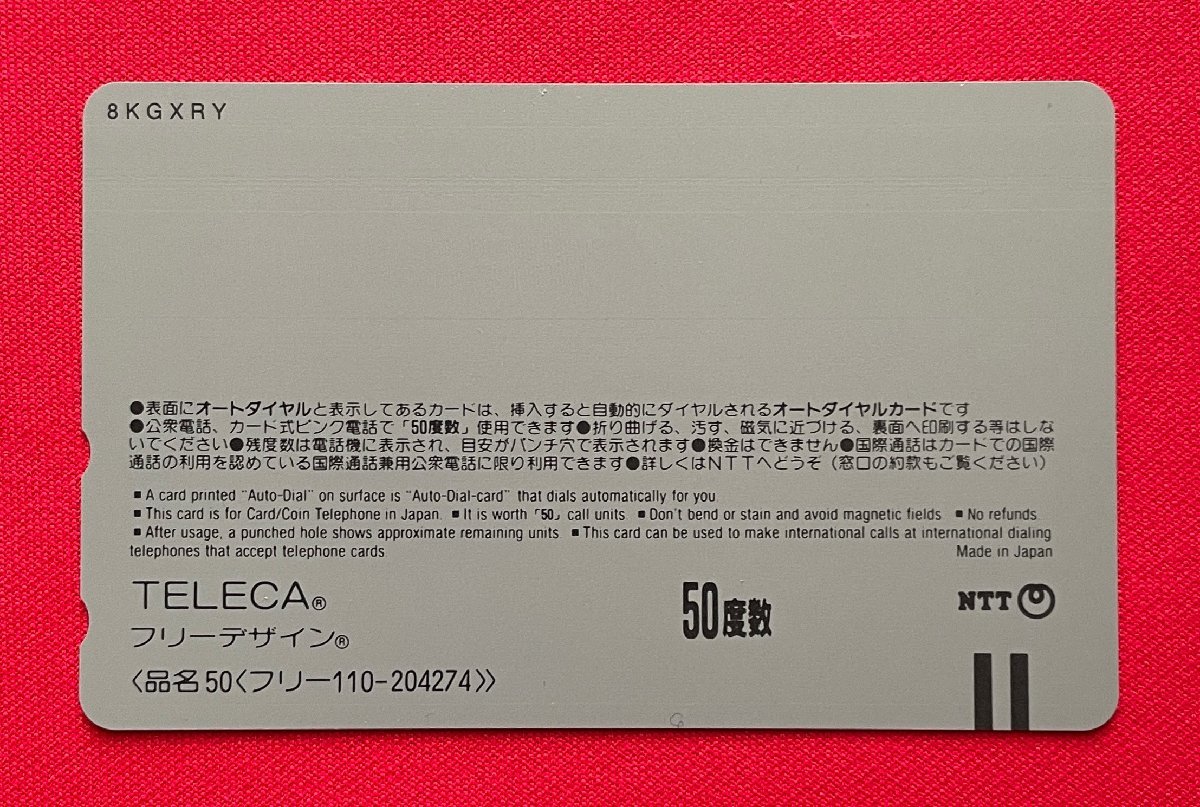 8KGXRY
●表面にオートダイヤルと表示してあるカードは、挿入すると自動的にダイヤルされるオートダイヤルカードです
●公衆電話、カード式ピンク電話で「50度数」使用できます●折り曲げる、汚す、磁気に近づける、裏面へ印刷する等はしな
いでください●残度数は電話機に表示され、目安がパンチ穴で表示されます●換金はできません●国際通話はカードでの国際
通話の利用を認めている国際通話兼用公衆電話に限り利用できます●詳しくはNTTへどうぞ（窓口の約款もご覧ください）
■ A card printed "Auto-Dial" on surface is "Auto-Dial-card" that dials automatically for you.
■ This card is for Card/Coin Telephone in Japan. ■ It is worth「50」call units. ■ Don't bend or stain and avoid magnetic fields. ■ No refunds.
■ After usage, a punched hole shows approximate remaining units. ■ This card can be used to make international calls at international dialing
telephones that accept telephone cards. Made in Japan
TELECA®
フリーデザイン®
〈品名50〈フリー110-204274〉〉
50度数
NTT